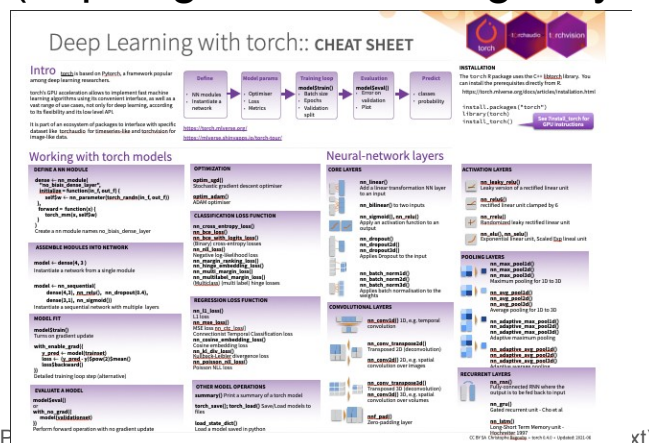 Deep Learning with torch:: CHEAT SHEET
torch
torchaudio
torchvision
Intro
torch is based on Pytorch, a framework popular
among deep learning researchers.
torch's GPU acceleration allows to implement fast machine
learning algorithms using its convenient interface, as well as a
vast range of use cases, not only for deep learning, according
to its flexibility and its low level API.
It is part of an ecosystem of packages to interface with specific
dataset like torchaudio for timeseries-like and torchvision for
image-like data.
Define
• NN modules
• Instantiate a
network
Model params
• Optimiser
• Loss
• Metrics
Training loop
model$train()
• Batch size
• Epochs
• Validation
split
Evaluation
model$eval()
• Error on
validation
• Plot
Predict
• classes
• probability
https://torch.mlverse.org/
https://mlverse.shinyapps.io/torch-tour/
INSTALLATION
The torch R package uses the C++ libtorch library. You
can install the prerequisites directly from R.
https://torch.mlverse.org/docs/articles/installation.html
install.packages("torch")
library(torch)
install_torch()
See ?install_torch for
GPU instructions
Working with torch models
DEFINE A NN MODULE
dense <- nn_module(
"no_biais_dense_layer",
initialize = function(in_f, out_f) {
self$w <- nn_parameter(torch_randn(in_f, out_f))
},
forward = function(x) {
torch_mm(x, self$w)
}
)
Create a nn module names no_biais_dense_layer
ASSEMBLE MODULES INTO NETWORK
model <- dense(4, 3)
Instantiate a network from a single module
model <- nn_sequential(
dense(4,3), nn_relu(), nn_dropout(0.4),
dense(3,1), nn_sigmoid())
Instantiate a sequential network with multiple layers
MODEL FIT
model$train()
Turns on gradient update
with_enable_grad({
y_pred <- model(trainset)
loss <- (y_pred - y)$pow(2)$mean()
loss$backward()
})
Detailed training loop step (alternative)
EVALUATE A MODEL
model$eval()
or
with_no_grad({
model(validationset)
})
Perform forward operation with no gradient update
OPTIMIZATION
optim_sgd()
Stochastic gradient descent optimiser
optim_adam()
ADAM optimiser
CLASSIFICATION LOSS FUNCTION
nn_cross_entropy_loss()
nn_bce_loss()
nn_bce_with_logits_loss()
(Binary) cross-entropy losses
nn_nll_loss()
Negative log-likelihood loss
nn_margin_ranking_loss()
nn_hinge_embedding_loss()
nn_multi_margin_loss()
nn_multilabel_margin_loss()
(Multiclass) (multi label) hinge losses
REGRESSION LOSS FUNCTION
nn_l1_loss()
L1 loss
nn_mse_loss()
MSE loss nn_ctc_loss()
Connectionist Temporal Classification loss
nn_cosine_embedding_loss()
Cosine embedding loss
nn_kl_div_loss()
Kullback-Leibler divergence loss
nn_poisson_nll_loss()
Poisson NLL loss
OTHER MODEL OPERATIONS
summary() Print a summary of a torch model
torch_save(); torch_load() Save/Load models to
files
load_state_dict()
Load a model saved in python
Neural-network layers
CORE LAYERS
nn_linear()
Add a linear transformation NN layer
to an input
nn_bilinear() to two inputs
nn_sigmoid(), nn_relu()
Apply an activation function to an
output
nn_dropout()
nn_dropout2d()
nn_dropout3d()
Applies Dropout to the input
nn_batch_norm1d()
nn_batch_norm2d()
nn_batch_norm3d()
Applies batch normalisation to the
weights
CONVOLUTIONAL LAYERS
nn_conv1d() 1D, e.g. temporal
convolution
nn_conv_transpose2d()
Transposed 2D (deconvolution)
nn_conv2d() 2D, e.g. spatial
convolution over images
nn_conv_transpose3d()
Transposed 3D (deconvolution)
nn_conv3d() 3D, e.g. spatial
convolution over volumes
nnf_pad()
Zero-padding layer
ACTIVATION LAYERS
nn_leaky_relu()
Leaky version of a rectified linear unit
nn_relu6()
rectified linear unit clamped by 6
nn_rrelu()
Randomized leaky rectified linear unit
nn_elu(), nn_selu()
Exponential linear unit, Scaled Exp lineal unit
POOLING LAYERS
nn_max_pool1d()
nn_max_pool2d()
nn_max_pool3d()
Maximum pooling for 1D to 3D
nn_avg_pool1d()
nn_avg_pool2d()
nn_avg_pool3d()
Average pooling for 1D to 3D
nn_adaptive_max_pool1d()
nn_adaptive_max_pool2d()
nn_adaptive_max_pool3d()
Adaptive maximum pooling
nn_adaptive_avg_pool1d()
nn_adaptive_avg_pool2d()
nn_adaptive_avg_pool3d()
RECURRENT LAYERS
nn_rnn()
Fully-connected RNN where the output
is to be fed back to input
nn_gru()
Gated recurrent unit - Cho et al
nn_lstm()
Long-Short Term Memory unit -
Hochreiter 1997